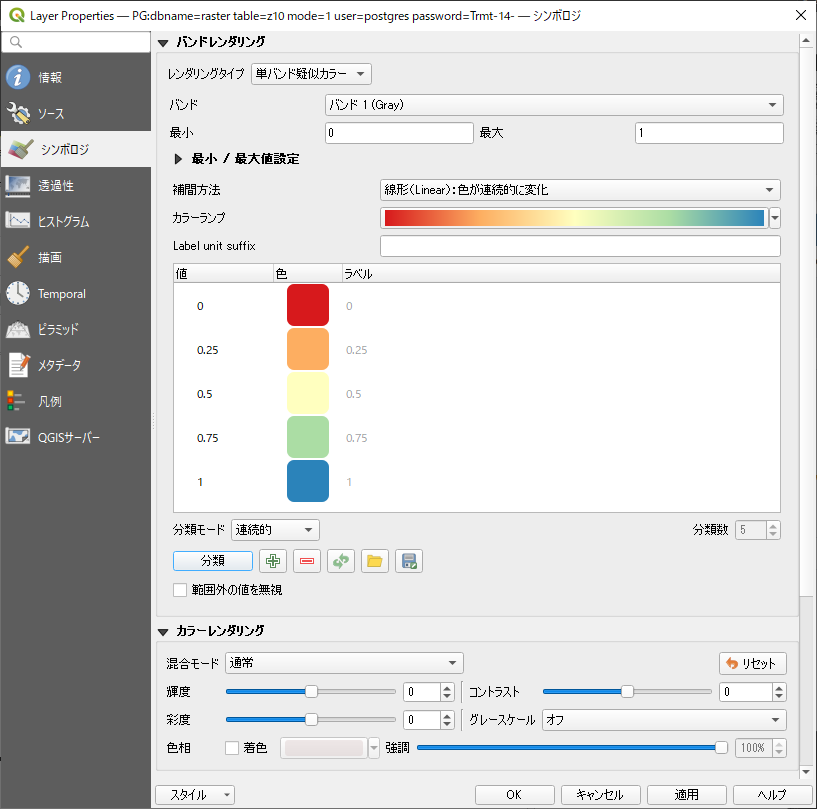 Layer Properties — PG:dbname=raster table=z10 mode=1 user=postgres password=Trmt-14- — シンボロジ
情報
ソース
シンボロジ
透過性
ヒストグラム
描画
Temporal
ピラミッド
メタデータ
凡例
QGISサーバー
バンドレンダリング
レンダリングタイプ 単バンド疑似カラー
バンド バンド 1 (Gray)
最小 0 最大 1
最小 / 最大値設定
補間方法 線形(Linear):色が連続的に変化
カラーランプ
Label unit suffix
値 色 ラベル
0 0
0.25 0.25
0.5 0.5
0.75 0.75
1 1
分類モード 連続的 分類数 5
分類
範囲外の値を無視
カラーレンダリング
混合モード 通常 リセット
輝度 0 コントラスト 0
彩度 0 グレースケール オフ
色相 着色 強調 100%
スタイル OK キャンセル 適用 ヘルプ